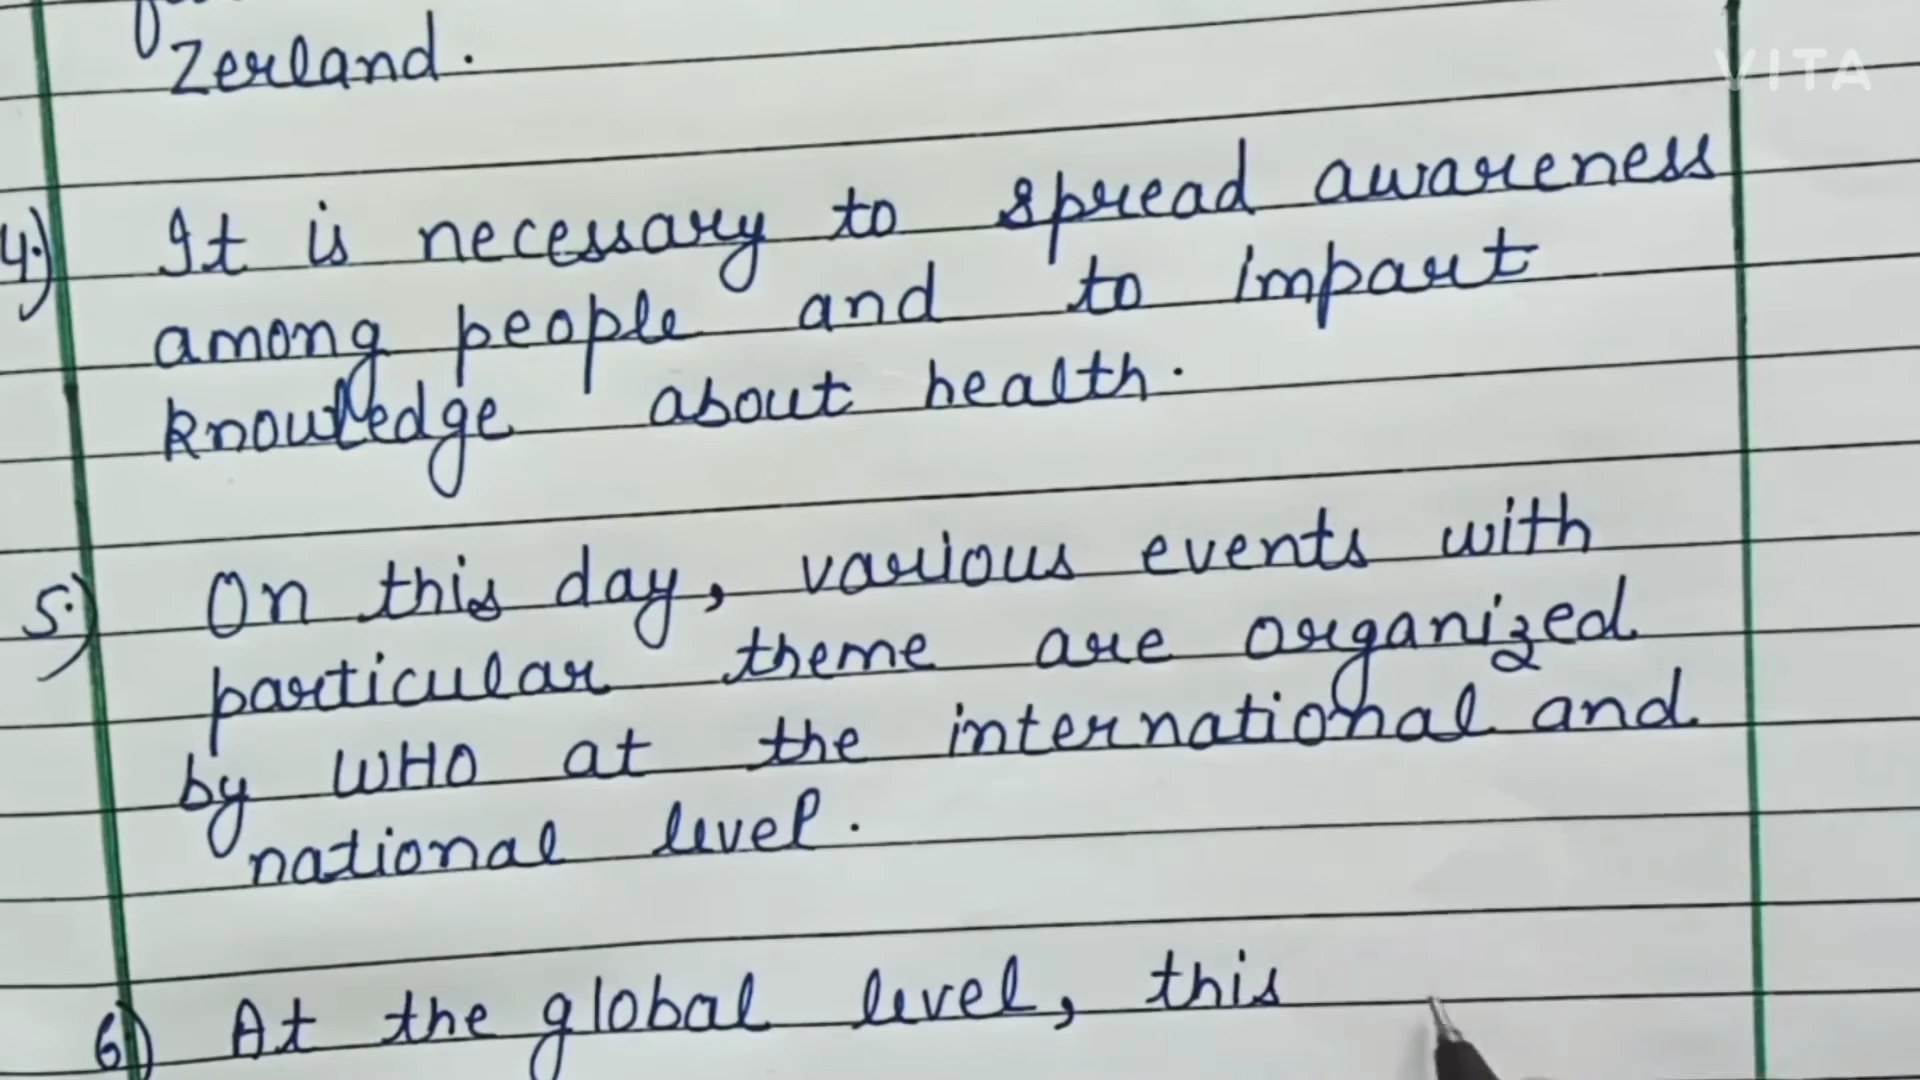 Zerland.
VITA
4.) It is necessary to spread awareness
among people and to impart
knowledge about health.
5.) On this day, various events with
particular theme are organized
by WHO at the international and
national level.
6) At the global level, this